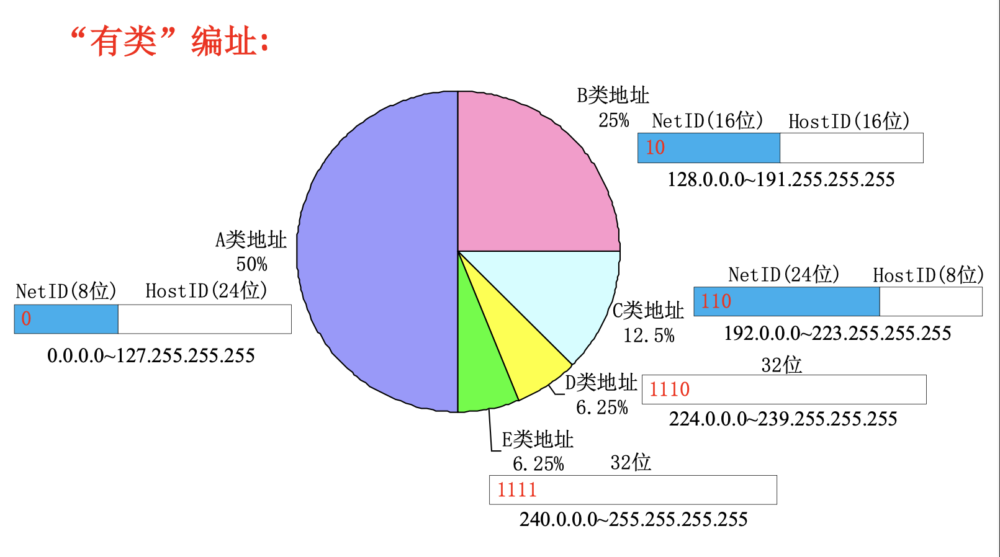 “有类”编址:
B类地址
25%
NetID(16位) HostID(16位)
10
128.0.0.0~191.255.255.255
A类地址
50%
NetID(8位) HostID(24位)
0
0.0.0.0~127.255.255.255
C类地址
12.5%
NetID(24位) HostID(8位)
110
192.0.0.0~223.255.255.255
D类地址
6.25%
32位
1110
224.0.0.0~239.255.255.255
E类地址
6.25%
32位
1111
240.0.0.0~255.255.255.255